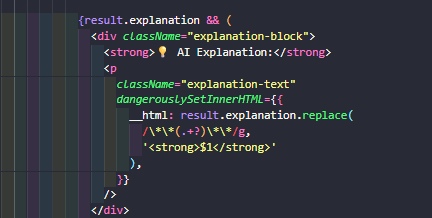 {result.explanation && (
<div className="explanation-block">
<strong>💡 AI Explanation:</strong>
<p
className="explanation-text"
dangerouslySetInnerHTML={{
__html: result.explanation.replace(
/\*\*(.+?)\*\*/g,
'<strong>$1</strong>'
),
}}
/>
</div>